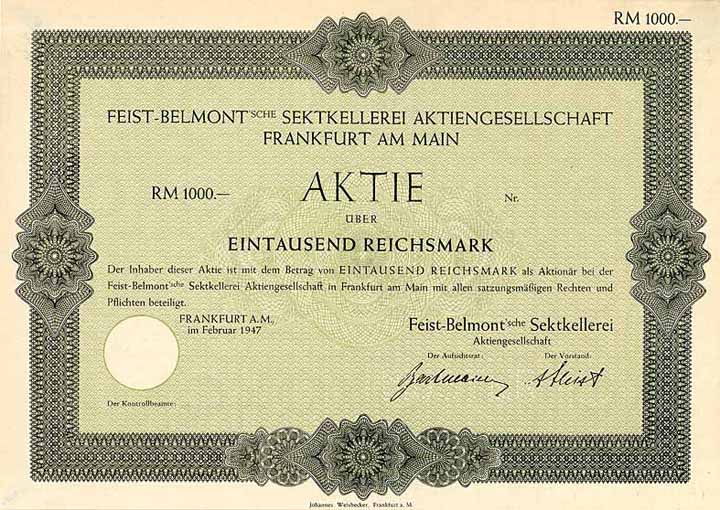 RM 1000.—
FEIST-BELMONT'SCHE SEKTKELLEREI AKTIENGESELLSCHAFT
FRANKFURT AM MAIN
RM 1000.— AKTIE Nr.
ÜBER
EINTAUSEND REICHSMARK
Der Inhaber dieser Aktie ist mit dem Betrag von EINTAUSEND REICHSMARK als Aktionär bei der
Feist-Belmont'sche Sektkellerei Aktiengesellschaft in Frankfurt am Main mit allen satzungsmäßigen Rechten und
Pflichten beteiligt.
FRANKFURT A.M.,
im Februar 1947
Feist-Belmont'sche Sektkellerei
Aktiengesellschaft
Der Aufsichtsrat: Der Vorstand:
Der Kontrollbeamte:
Johannes Weisbecker, Frankfurt a. M.